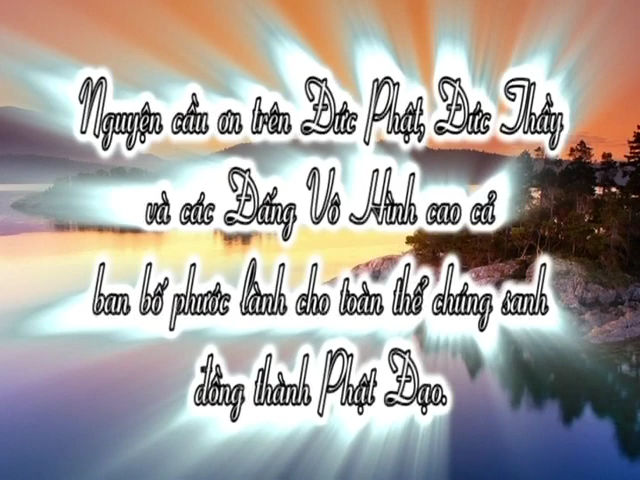 Nguyện cầu ơn trên Đức Phật, Đức Thầy
và các Đấng Vô Hình cao cả
ban bố phước lành cho toàn thể chúng sanh
đồng thành Phật Đạo.